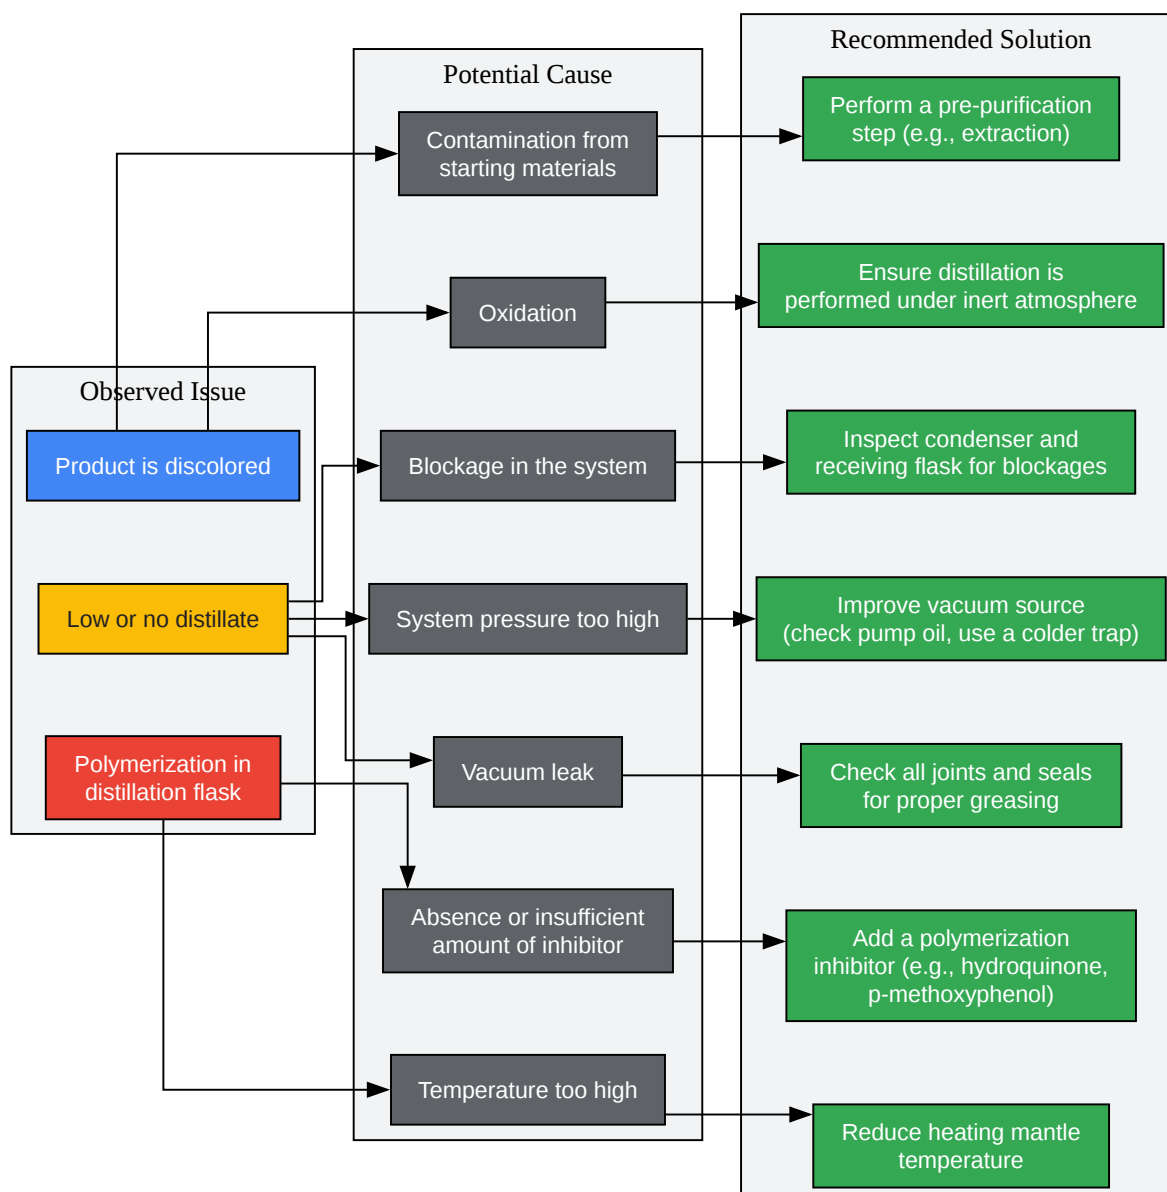 Observed Issue
Product is discolored
Low or no distillate
Polymerization in
distillation flask
Potential Cause
Contamination from
starting materials
Oxidation
Blockage in the system
System pressure too high
Vacuum leak
Absence or insufficient
amount of inhibitor
Temperature too high
Recommended Solution
Perform a pre-purification
step (e.g., extraction)
Ensure distillation is
performed under inert atmosphere
Inspect condenser and
receiving flask for blockages
Improve vacuum source
(check pump oil, use a colder trap)
Check all joints and seals
for proper greasing
Add a polymerization
inhibitor (e.g., hydroquinone,
p-methoxyphenol)
Reduce heating mantle
temperature